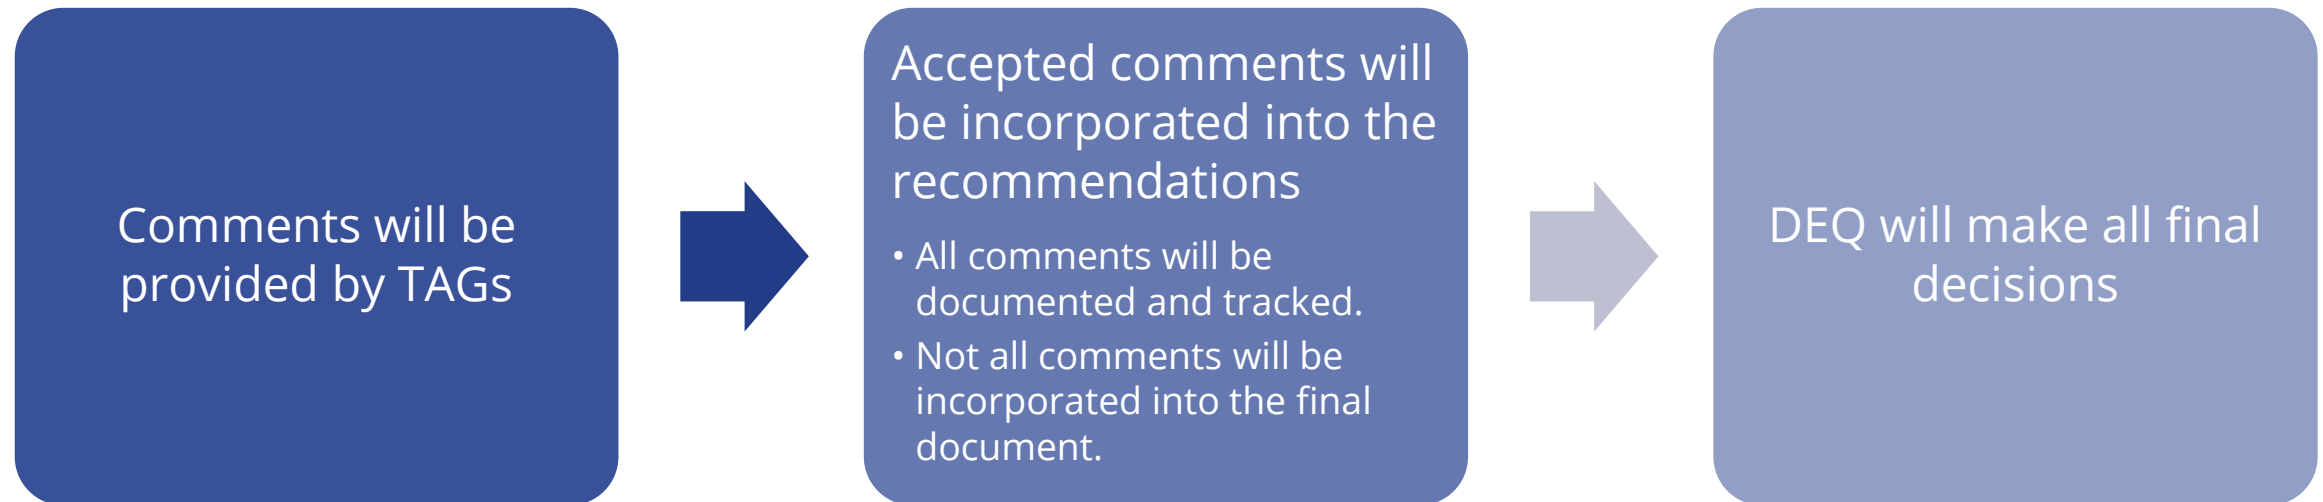 Comments will be
provided by TAGs
Accepted comments will
be incorporated into the
recommendations
• All comments will be
documented and tracked.
• Not all comments will be
incorporated into the final
document.
DEQ will make all final
decisions